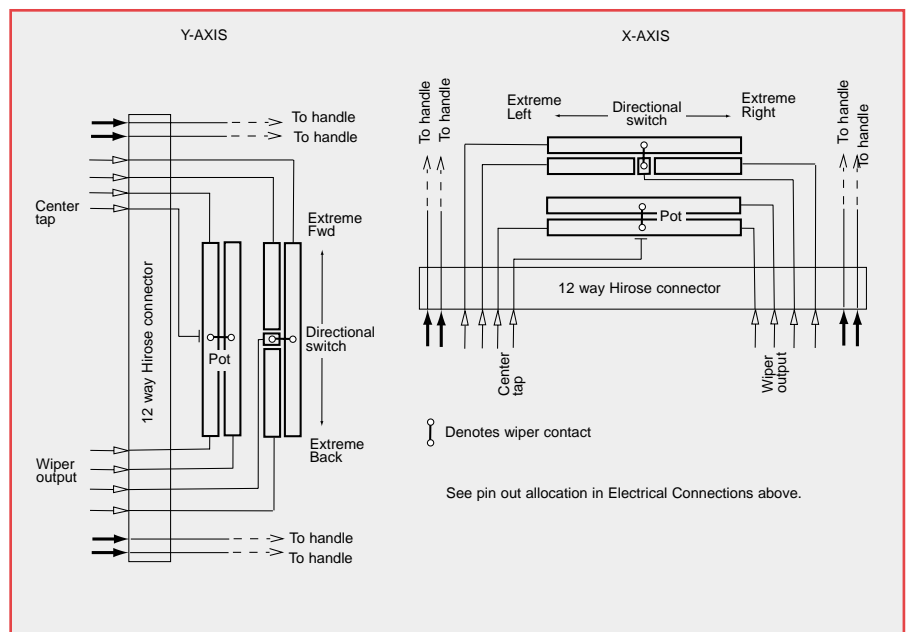 Y-AXIS
To handle
To handle
Center
tap
Extreme
Fwd
12 way Hirose connector
Pot
Directional
switch
Extreme
Back
Wiper
output
To handle
To handle
X-AXIS
To handle
To handle
Extreme
Left
Directional
switch
Extreme
Right
To handle
To handle
Pot
12 way Hirose connector
Center
tap
Wiper
output
Denotes wiper contact
See pin out allocation in Electrical Connections above.